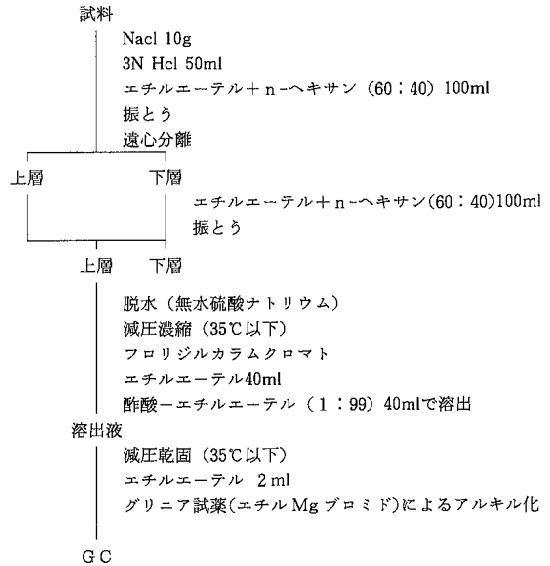 試料
Nacl 10g
3N Hcl 50ml
エチルエーテル+n-ヘキサン (60:40) 100ml
振とう
遠心分離
上層 下層
エチルエーテル+n-ヘキサン(60:40)100ml
振とう
上層 下層
脱水(無水硫酸ナトリウム)
減圧濃縮(35℃以下)
フロリジルカラムクロマト
エチルエーテル40ml
酢酸-エチルエーテル(1:99)40mlで溶出
溶出液
減圧乾固(35℃以下)
エチルエーテル 2ml
グリニア試薬(エチルMgブロミド)によるアルキル化
GC